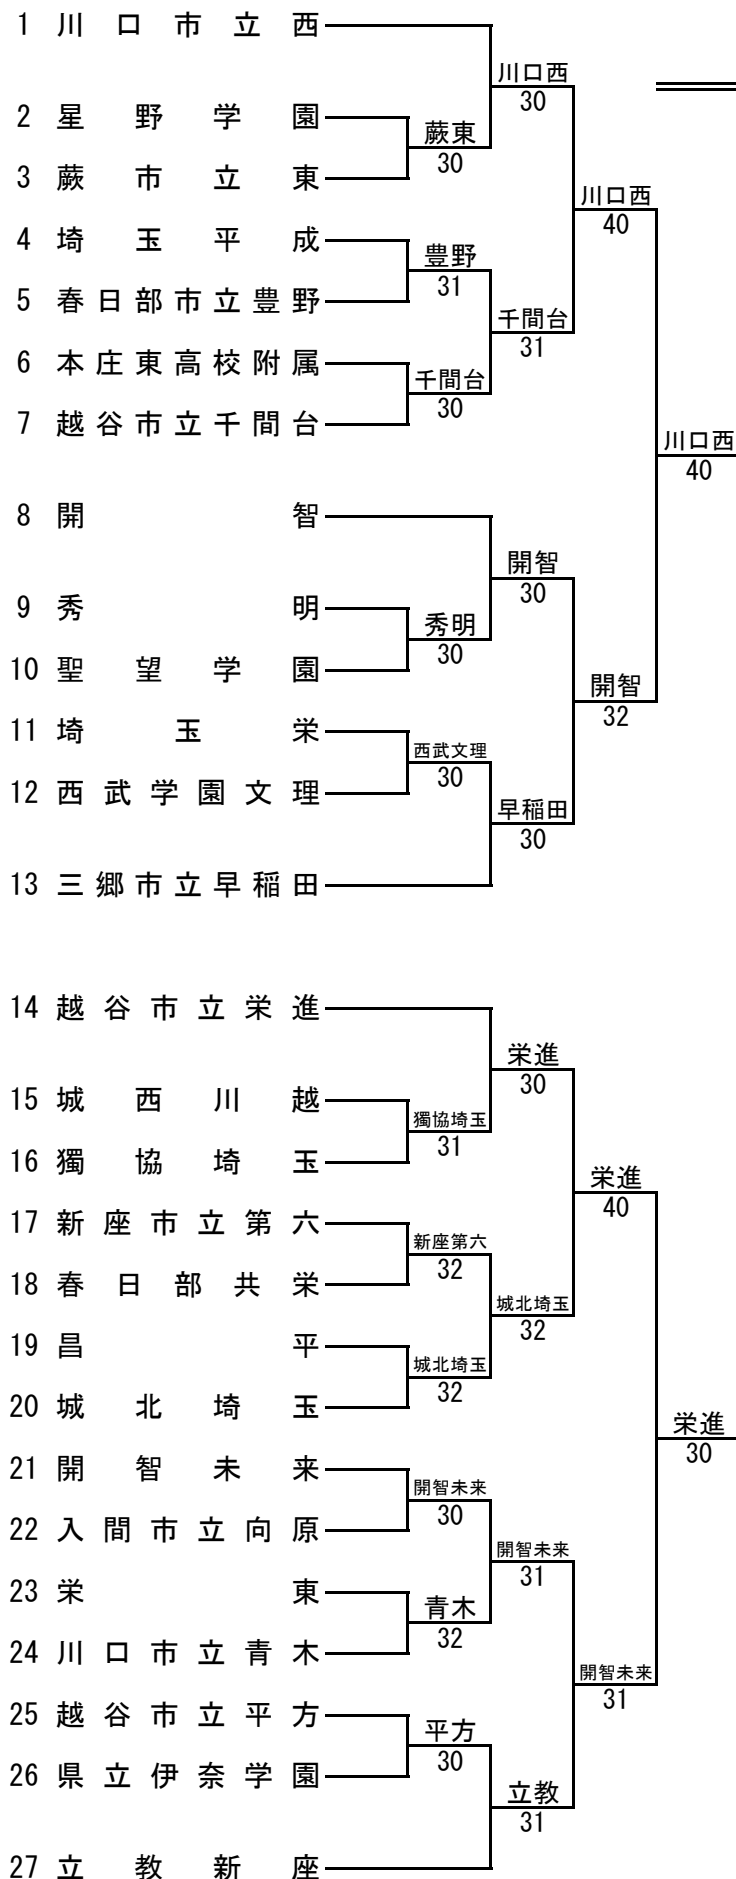 1 川口市立西
川口西
30
2 星野学園
蕨東
30
3 蕨市立東
川口西
40
4 埼玉平成
豊野
31
5 春日部市立豊野
千間台
31
6 本庄東高校附属
千間台
30
7 越谷市立千間台
川口西
40
8 開智
開智
30
9 秀明
秀明
30
10 聖望学園
開智
32
11 埼玉栄
西武文理
30
12 西武学園文理
早稲田
30
13 三郷市立早稲田
14 越谷市立栄進
栄進
30
15 城西川越
獨協埼玉
31
16 獨協埼玉
栄進
40
17 新座市立第六
新座第六
32
18 春日部共栄
城北埼玉
32
19 昌平
城北埼玉
32
20 城北埼玉
栄進
30
21 開智未来
開智未来
30
22 入間市立向原
開智未来
31
23 栄東
青木
32
24 川口市立青木
開智未来
31
25 越谷市立平方
平方
30
26 県立伊奈学園
立教
31
27 立教新座